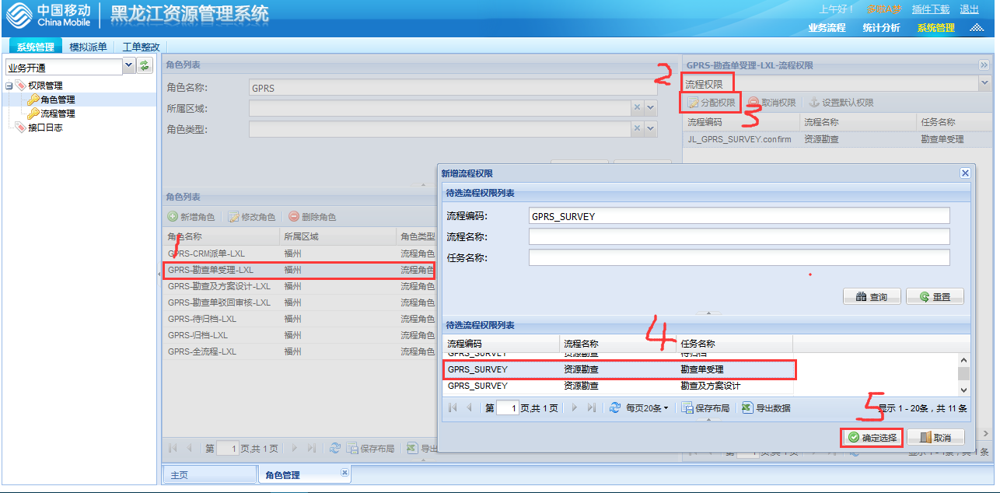 中国移动
China Mobile
黑龙江资源管理系统
上午好！ 多啦A梦 插件下载 退出
业务流程 统计分析 系统管理
系统管理 模拟派单 工单整改
业务开通
权限管理
角色管理
流程管理
接口日志
角色列表
角色名称: GPRS
所属区域:
角色类型:
2
GPRS-勘查单受理-LXL-流程权限
流程权限
分配权限 取消权限 设置默认权限
3
流程编码 流程名称 任务名称
JL_GPRS_SURVEY.confirm 资源勘查 勘查单受理
角色列表
新增角色 修改角色 删除角色
角色名称 所属区域 角色类型
1
GPRS-CRM派单-LXL 福州 流程角色
GPRS-勘查单受理-LXL 福州 流程角色
GPRS-勘查及方案设计-LXL 福州 流程角色
GPRS-勘查单驳回审核-LXL 福州 流程角色
GPRS-待归档-LXL 福州 流程角色
GPRS-归档-LXL 福州 流程角色
GPRS-全流程-LXL 福州 流程角色
第 1 页,共 1 页 保存布局 导出
新增流程权限
待选流程权限列表
流程编码: GPRS_SURVEY
流程名称:
任务名称:
查询 重置
待选流程权限列表
4
流程编码 流程名称 任务名称
GPRS_SURVEY 资源勘查 待归档
GPRS_SURVEY 资源勘查 勘查单受理
GPRS_SURVEY 资源勘查 勘查及方案设计
第 1 页,共 1 页 每页20条 保存布局 导出数据 显示 1 - 20条，共 11 条
5
确定选择 取消
第 1 页,共 1 页 显示 1 - 1条，共 1 条
主页 角色管理